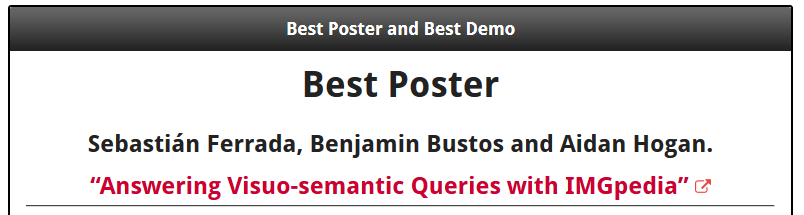 Best Poster and Best Demo
Best Poster
Sebastián Ferrada, Benjamin Bustos and Aidan Hogan.
“Answering Visuo-semantic Queries with IMGpedia”